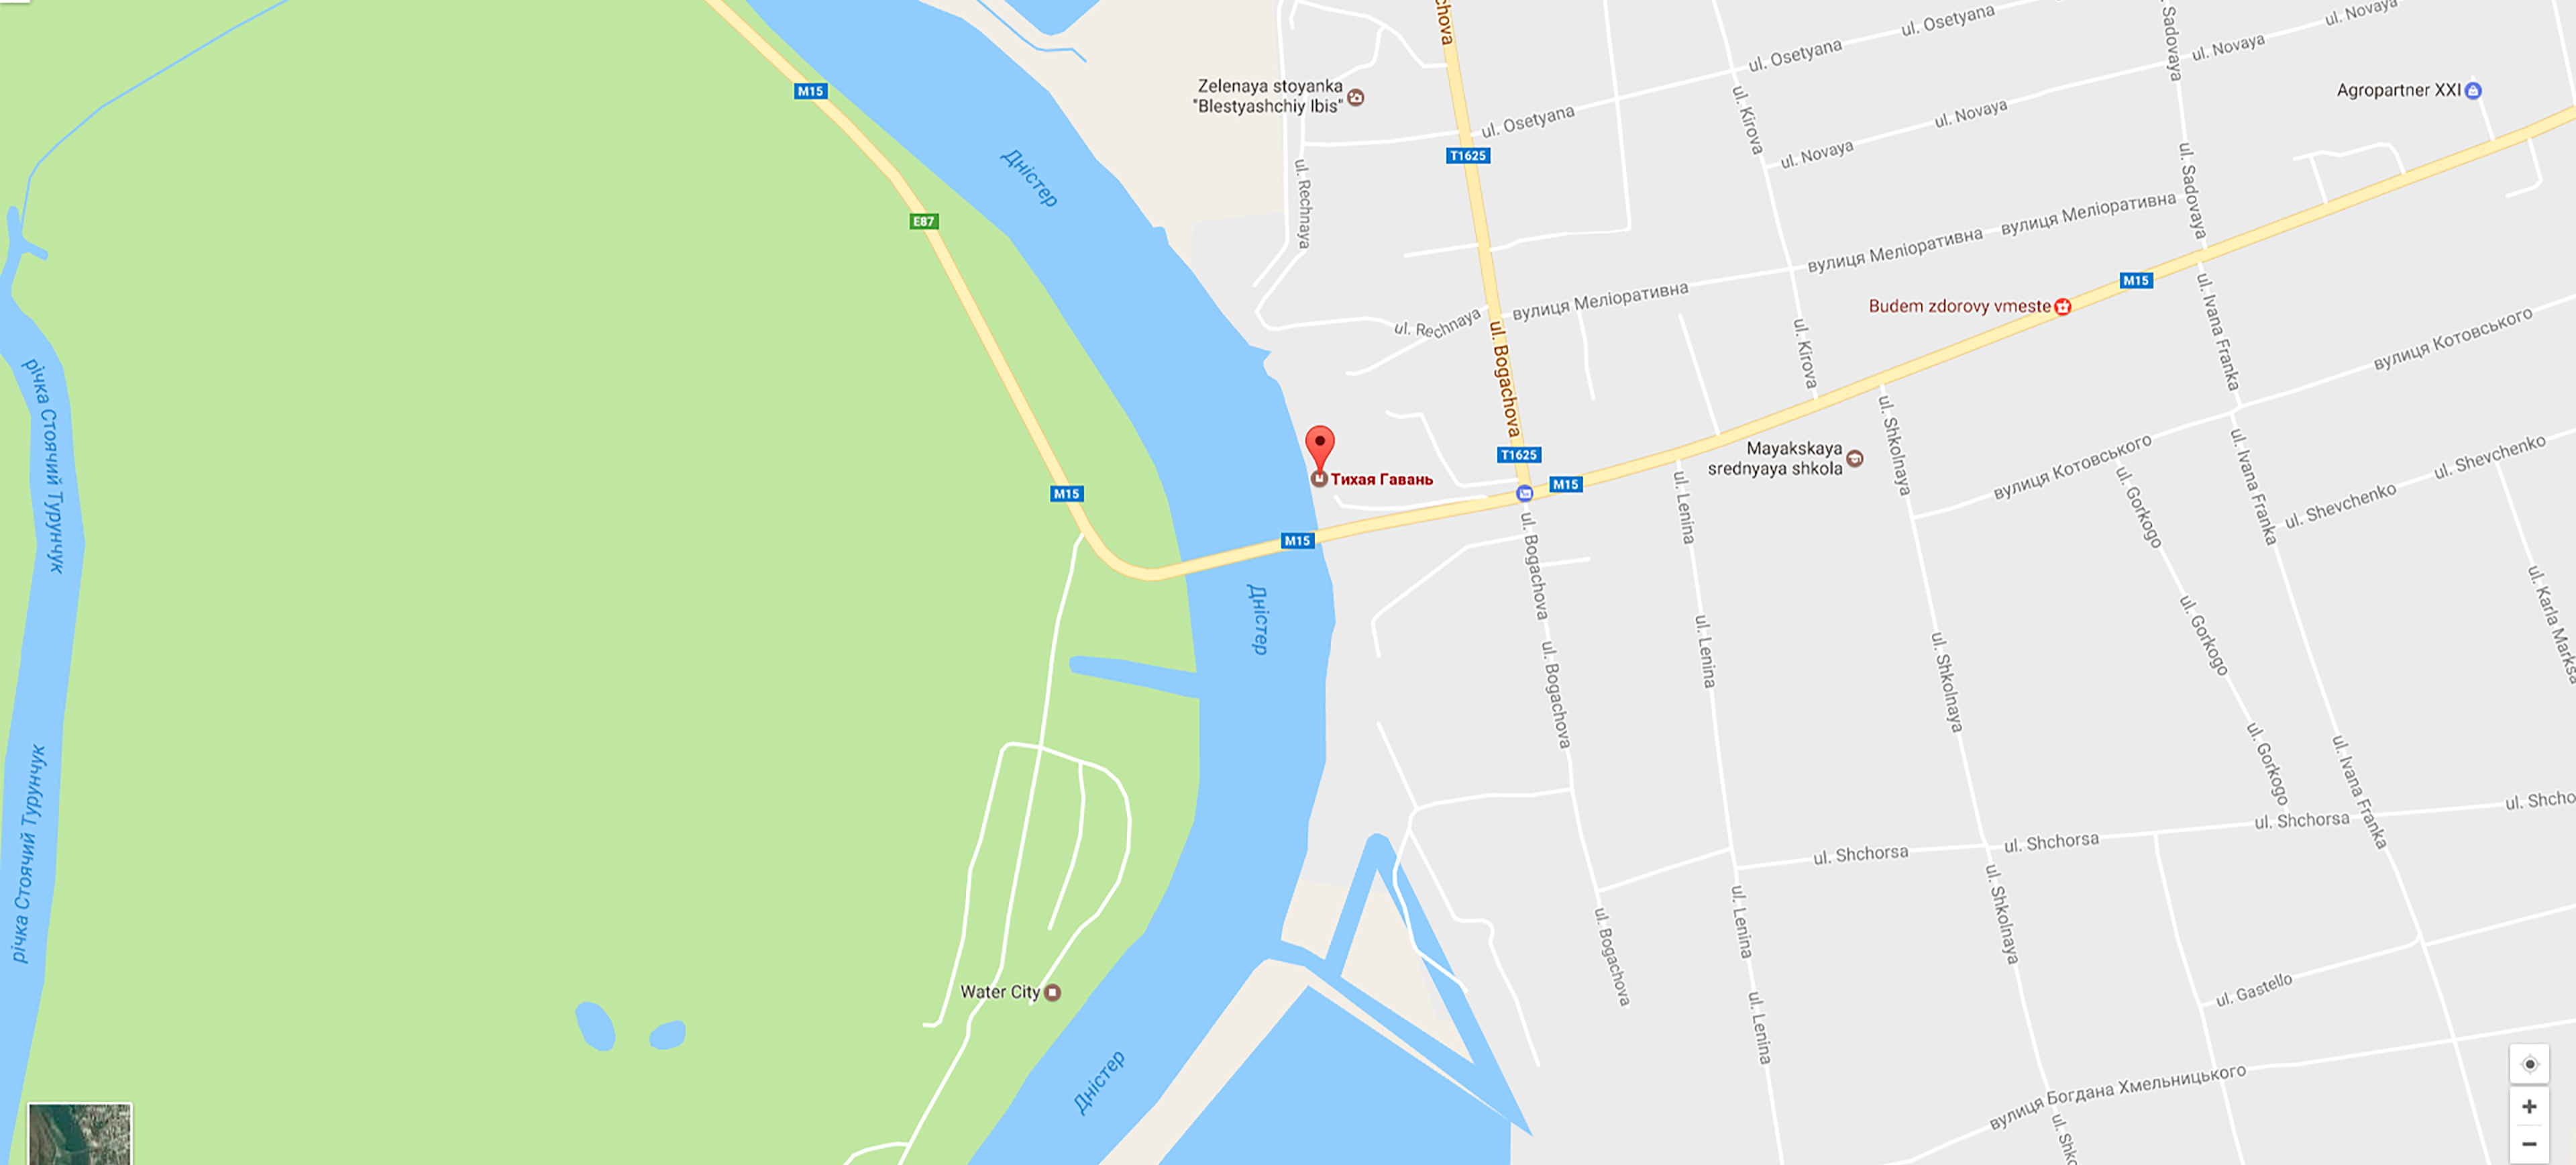 chova
ul. Osetyana
ul. Osetyana
ul. Osetyana
Sadovaya
ul. Novaya
ul. Novaya
ul. Novaya
ul. Novaya
M15
Zelenaya stoyanka
"Blestyashchiy Ibis"
Agropartner XXI
ul. Kirova
T1625
Дністер
ul. Rechnaya
ul. Sadovaya
E87
вулиця Меліоративна
вулиця Меліоративна
вулиця Меліоративна
ul. Rechnaya
M15
Budem zdorovy vmeste
ul. Ivana Franka
ul. Kirova
вулиця Котовського
ul. Bogachova
річка Стоячий Турунчук
T1625
M15
Mayakskaya
srednyaya shkola
ul. Shkolnaya
вулиця Котовського
ul. Shevchenko
ul. Shevchenko
ul. Ivana Franka
ul. Gorkogo
Тихая Гавань
M15
M15
ul. Lenina
ul. Bogachova
Дністер
ul. Karla Marksa
ul. Gorkogo
ul. Lenina
ul. Bogachova
ul. Shkolnaya
ul. Gorkogo
ul. Ivana Franka
річка Стоячий Турунчук
ul. Shcho
ul. Shchorsa
ul. Shchorsa
ul. Shchorsa
ul. Shkolnaya
ul. Lenina
ul. Bogachova
Water City
ul. Gastello
ul. Lenina
Дністер
вулиця Богдана Хмельницького
ul. Shko
+
−